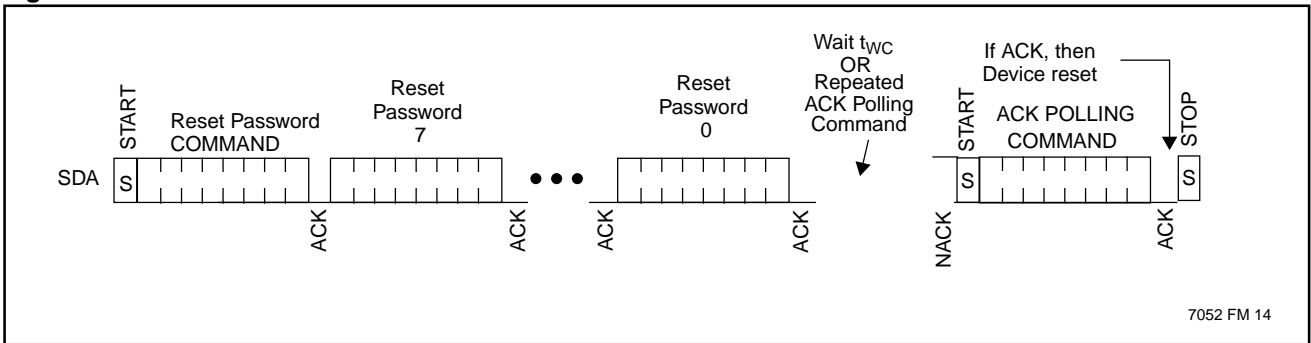 Wait tWC
OR
Repeated
ACK Polling
Command
If ACK, then
Device reset
START
Reset Password
COMMAND
Reset
Password
7
Reset
Password
0
START
ACK POLLING
COMMAND
STOP
SDA
S
S
S
ACK
ACK
ACK
ACK
NACK
ACK
7052 FM 14